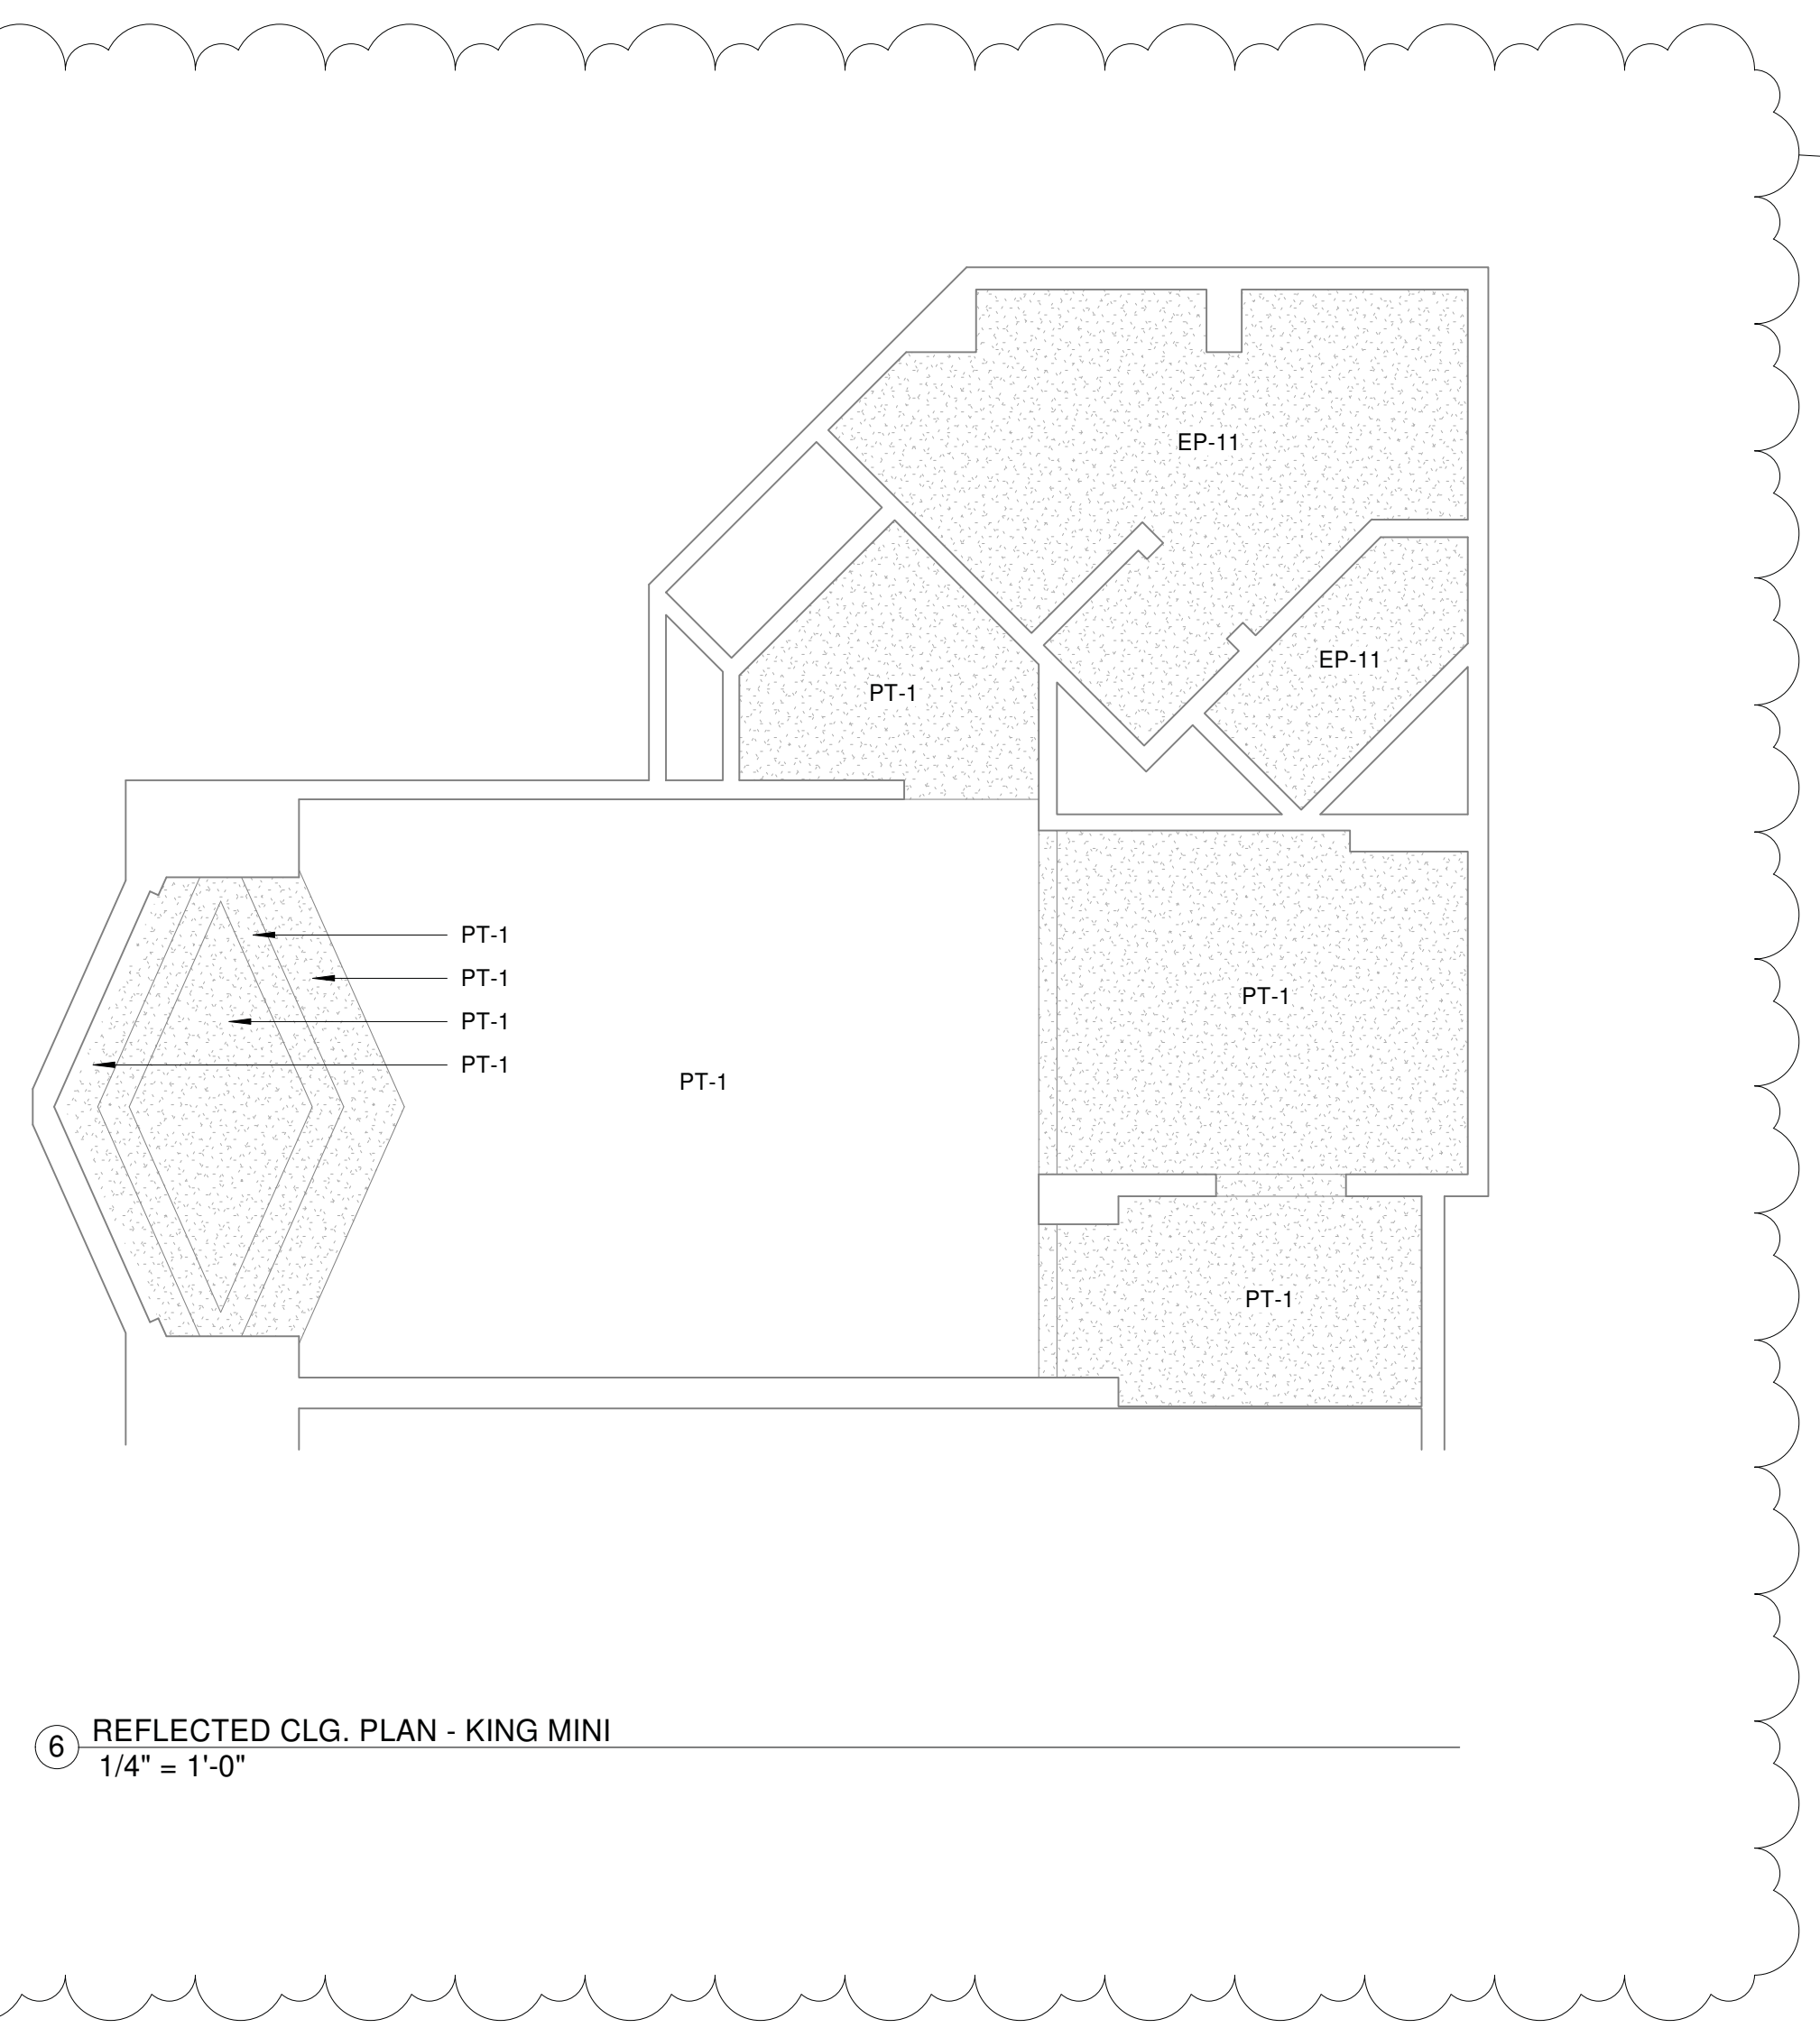 EP-11
EP-11
PT-1
PT-1
PT-1
PT-1
PT-1
PT-1
PT-1
PT-1
6
REFLECTED CLG. PLAN - KING MINI
1/4" = 1'-0"